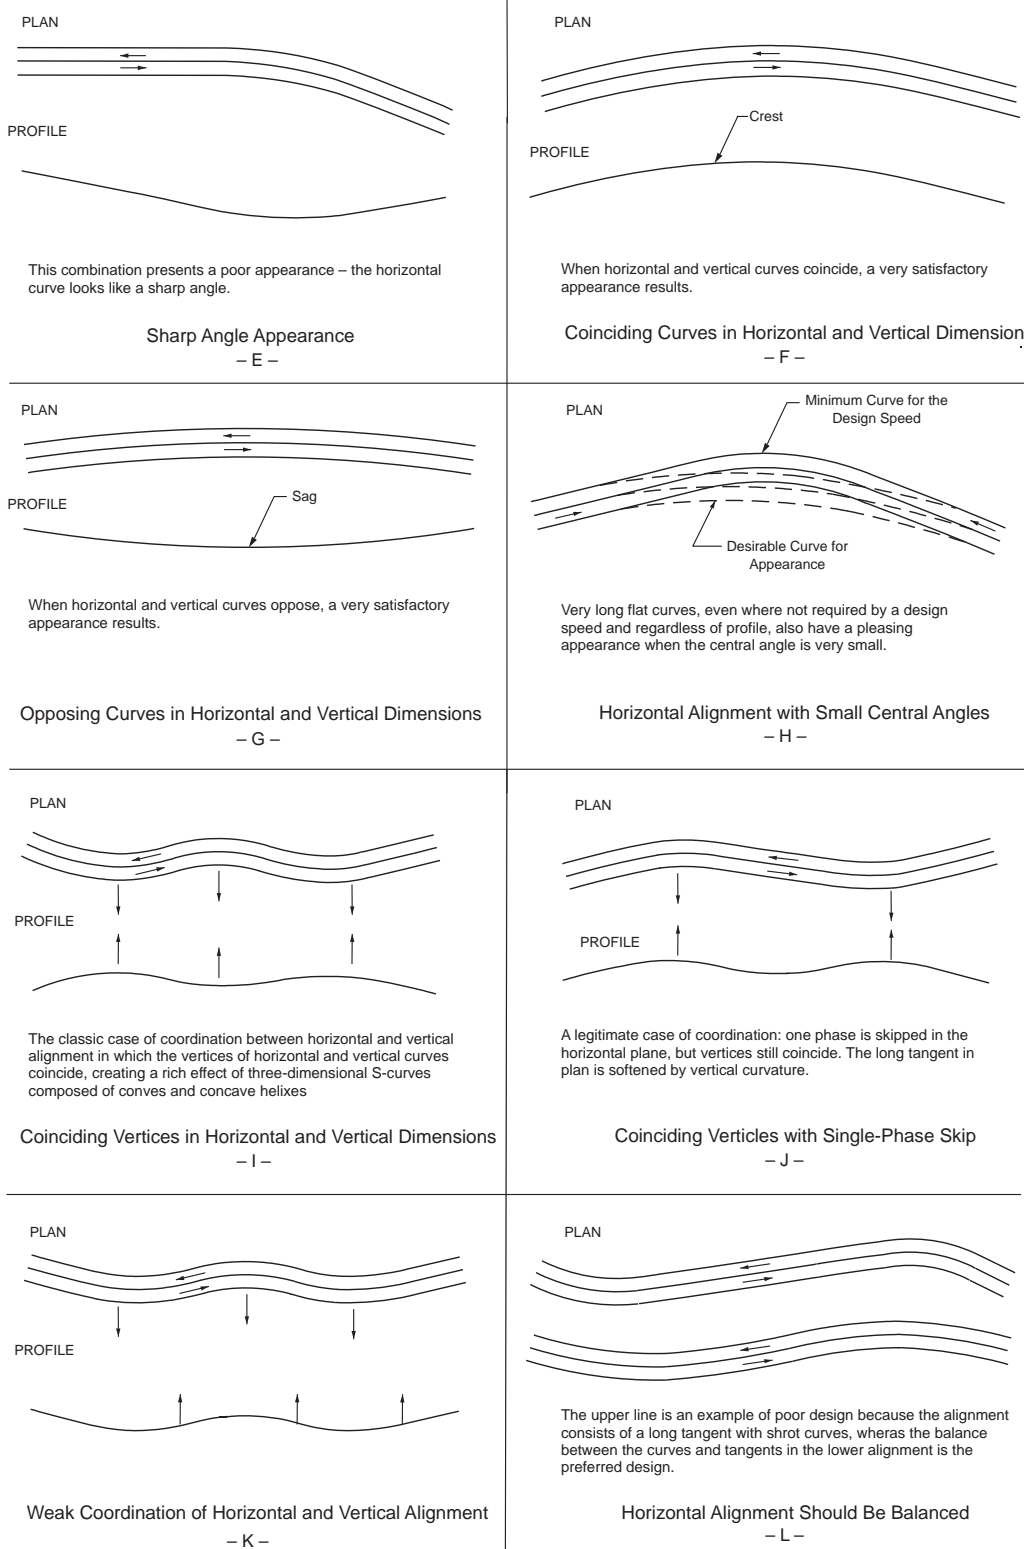 PLAN
PROFILE
This combination presents a poor appearance – the horizontal
curve looks like a sharp angle.
Sharp Angle Appearance
– E –
PLAN
Crest
PROFILE
When horizontal and vertical curves coincide, a very satisfactory
appearance results.
Coinciding Curves in Horizontal and Vertical Dimension
– F –
PLAN
PROFILE
Sag
When horizontal and vertical curves oppose, a very satisfactory
appearance results.
Opposing Curves in Horizontal and Vertical Dimensions
– G –
PLAN
Minimum Curve for the
Design Speed
Desirable Curve for
Appearance
Very long flat curves, even where not required by a design
speed and regardless of profile, also have a pleasing
appearance when the central angle is very small.
Horizontal Alignment with Small Central Angles
– H –
PLAN
PROFILE
The classic case of coordination between horizontal and vertical
alignment in which the vertices of horizontal and vertical curves
coincide, creating a rich effect of three-dimensional S-curves
composed of conves and concave helixes
Coinciding Vertices in Horizontal and Vertical Dimensions
– I –
PLAN
PROFILE
A legitimate case of coordination: one phase is skipped in the
horizontal plane, but vertices still coincide. The long tangent in
plan is softened by vertical curvature.
Coinciding Verticles with Single-Phase Skip
– J –
PLAN
PROFILE
Weak Coordination of Horizontal and Vertical Alignment
– K –
PLAN
The upper line is an example of poor design because the alignment
consists of a long tangent with shrot curves, wheras the balance
between the curves and tangents in the lower alignment is the
preferred design.
Horizontal Alignment Should Be Balanced
– L –